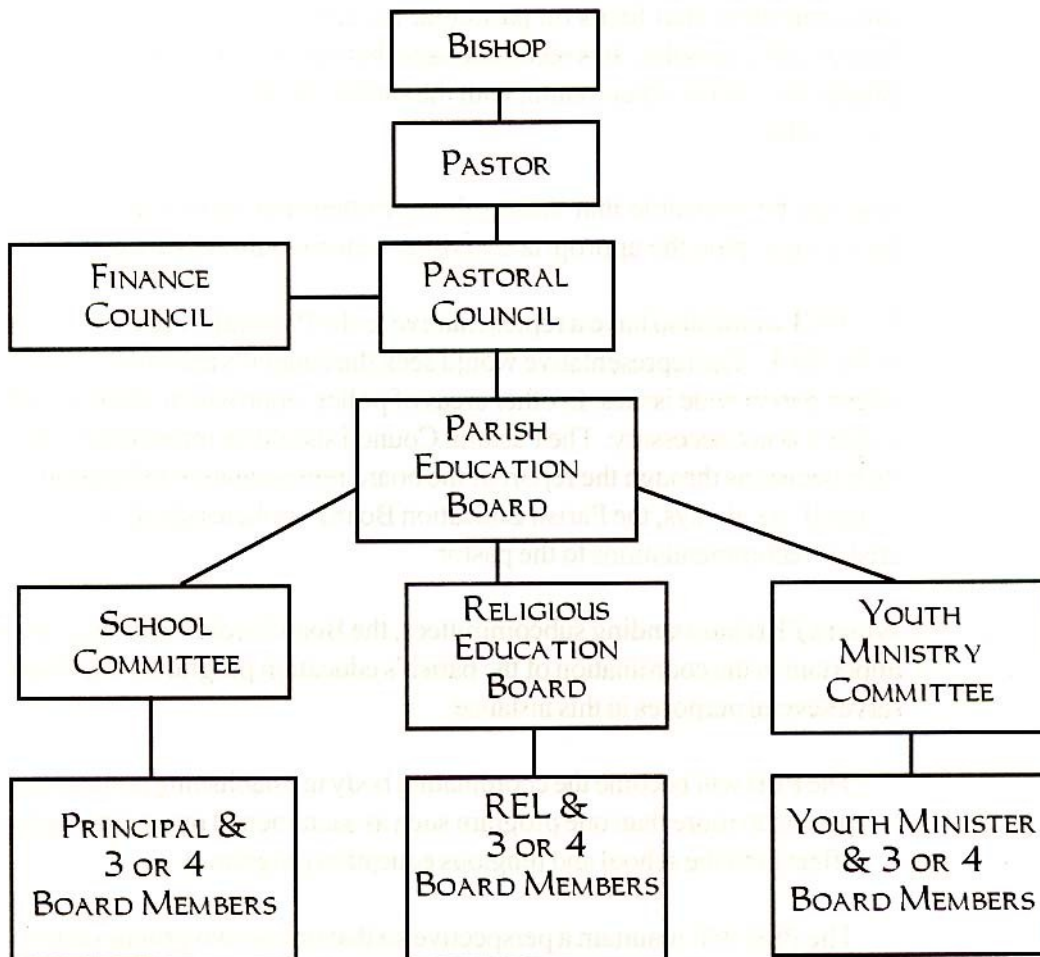 BISHOP
PASTOR
FINANCE
COUNCIL
PASTORAL
COUNCIL
PARISH
EDUCATION
BOARD
SCHOOL
COMMITTEE
RELIGIOUS
EDUCATION
BOARD
YOUTH
MINISTRY
COMMITTEE
PRINCIPAL &
3 OR 4
BOARD MEMBERS
REL &
3 OR 4
BOARD MEMBERS
YOUTH MINISTER
& 3 OR 4
BOARD MEMBERS